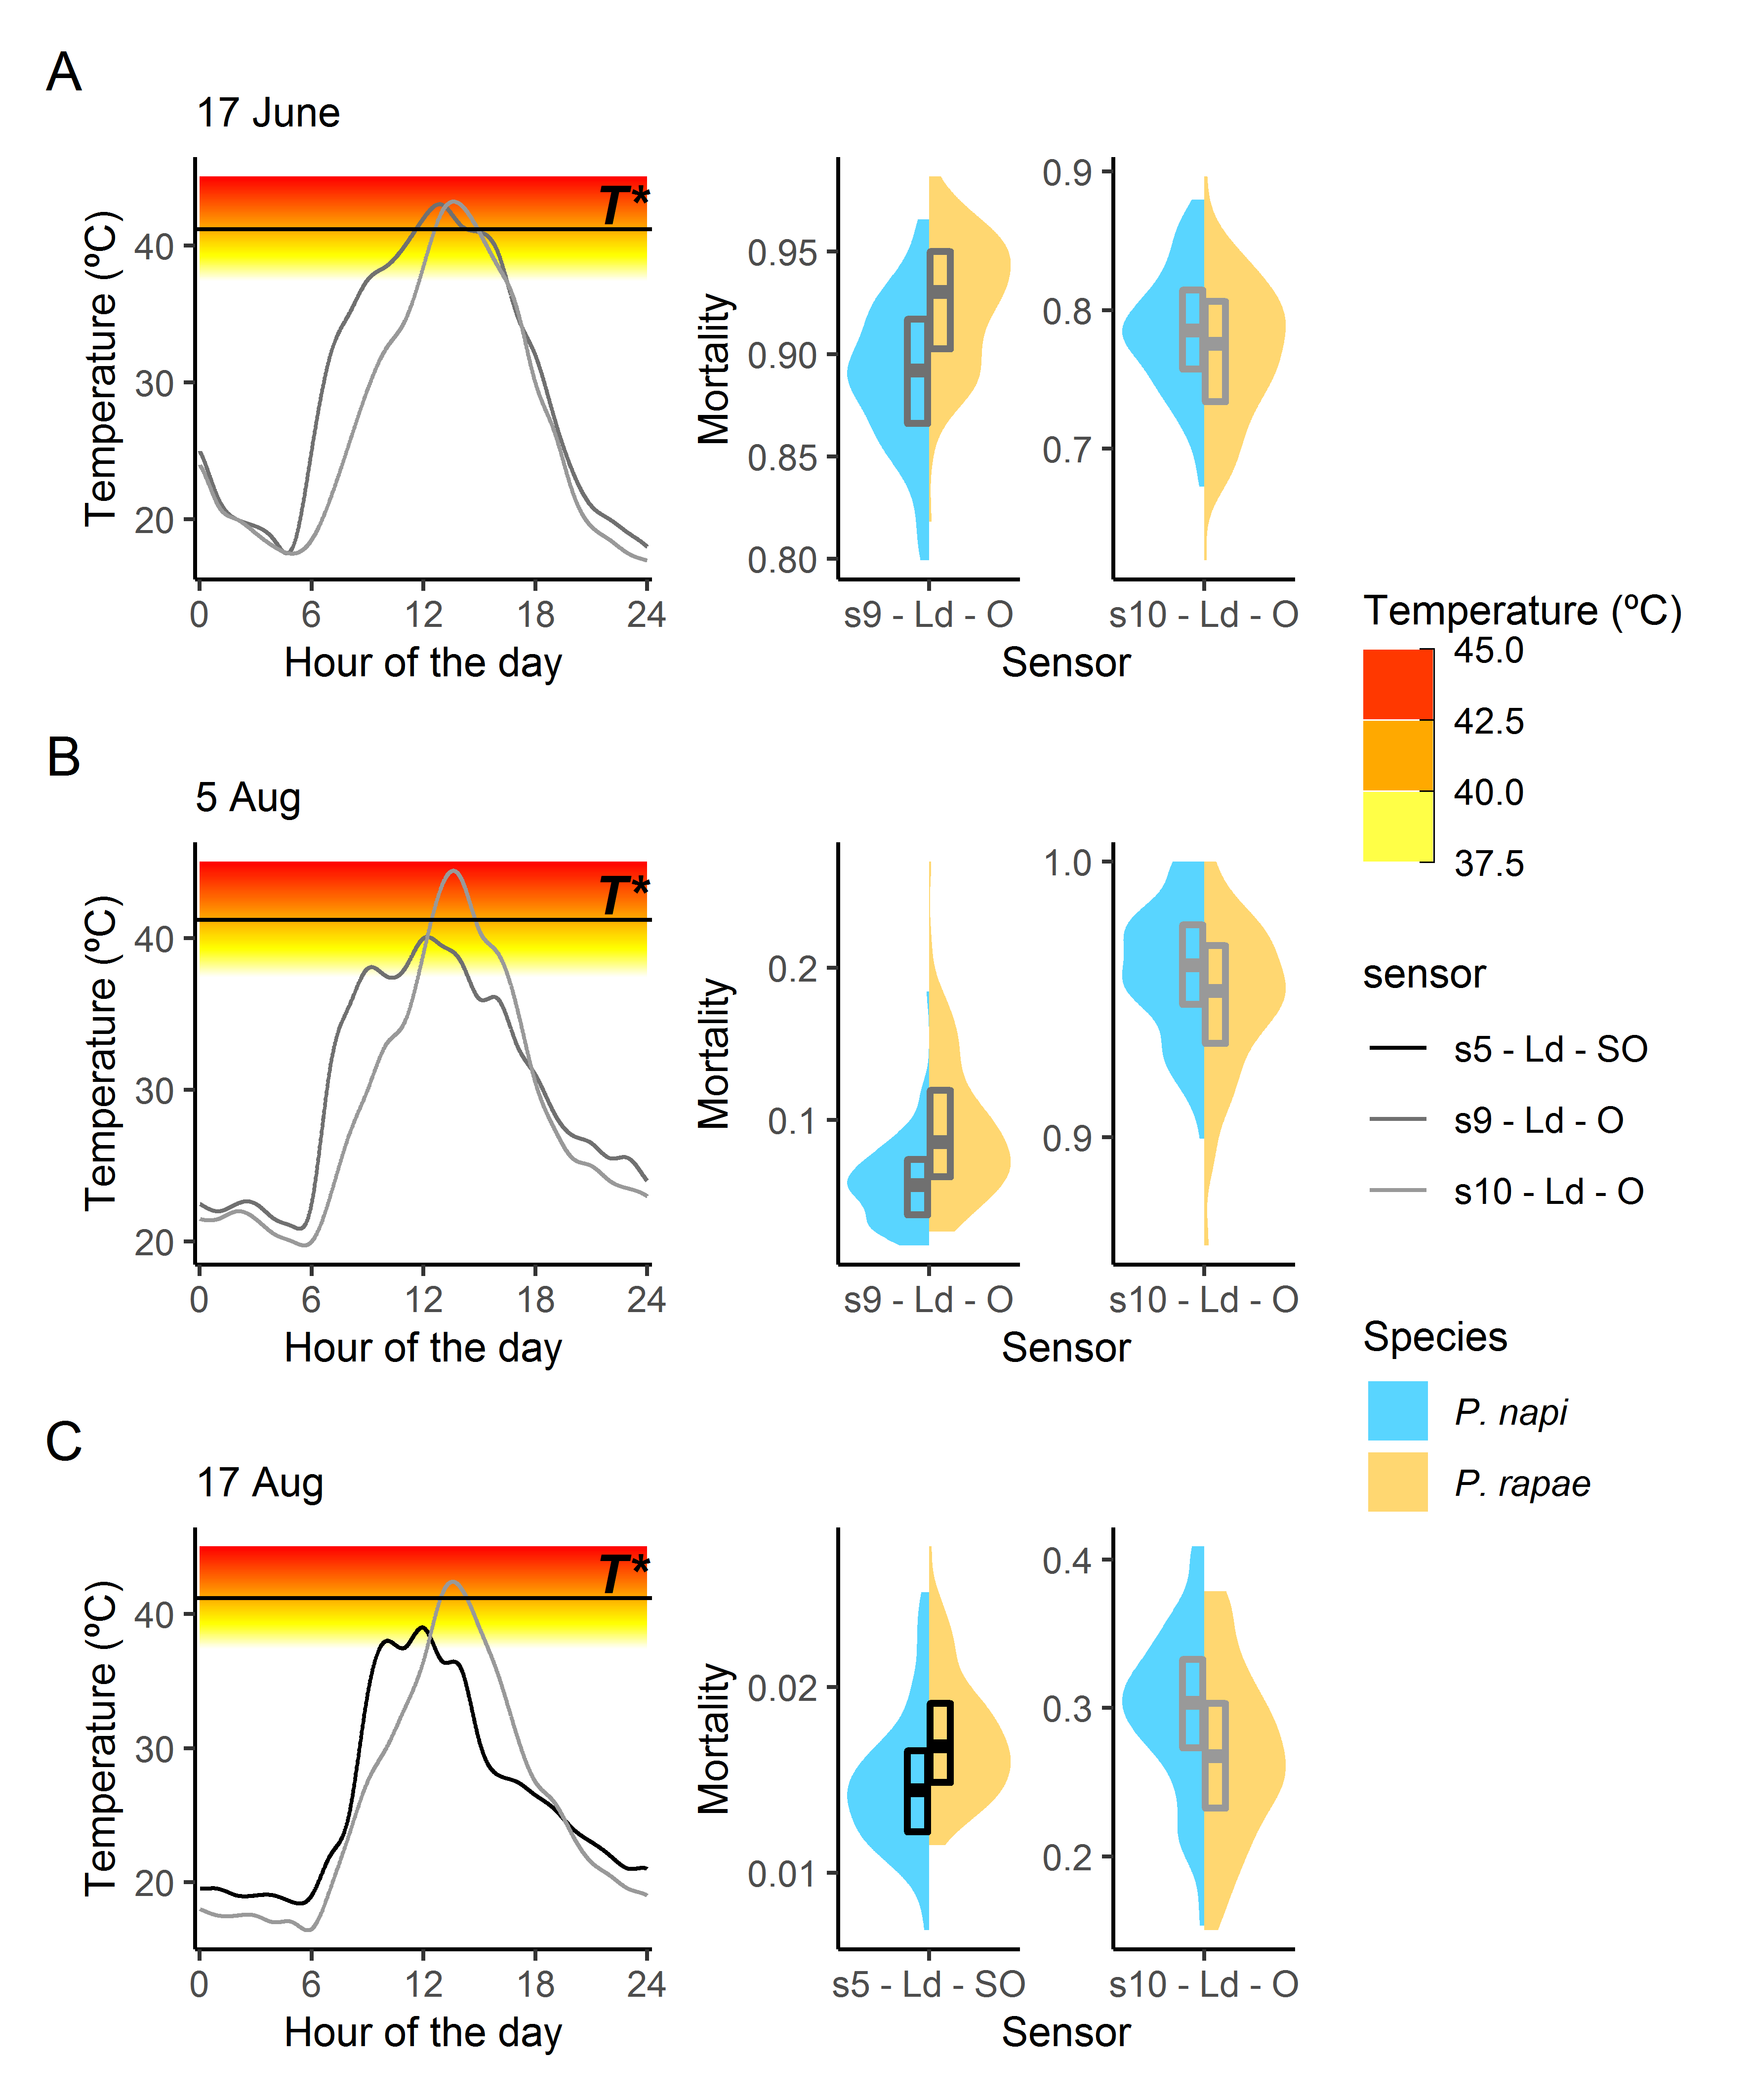 A
17 June
T*
Temperature (ºC)
40
30
20
0 6 12 18 24
Hour of the day
Mortality
0.95
0.90
0.85
0.80
s9 - Ld - O
0.9
0.8
0.7
s10 - Ld - O
Sensor
B
5 Aug
T*
Temperature (ºC)
40
30
20
0 6 12 18 24
Hour of the day
Mortality
0.2
0.1
s9 - Ld - O
1.0
0.9
s10 - Ld - O
Sensor
C
17 Aug
T*
Temperature (ºC)
40
30
20
0 6 12 18 24
Hour of the day
Mortality
0.02
0.01
s5 - Ld - SO
0.4
0.3
0.2
s10 - Ld - O
Sensor
Temperature (ºC)
45.0
42.5
40.0
37.5
sensor
s5 - Ld - SO
s9 - Ld - O
s10 - Ld - O
Species
P. napi
P. rapae